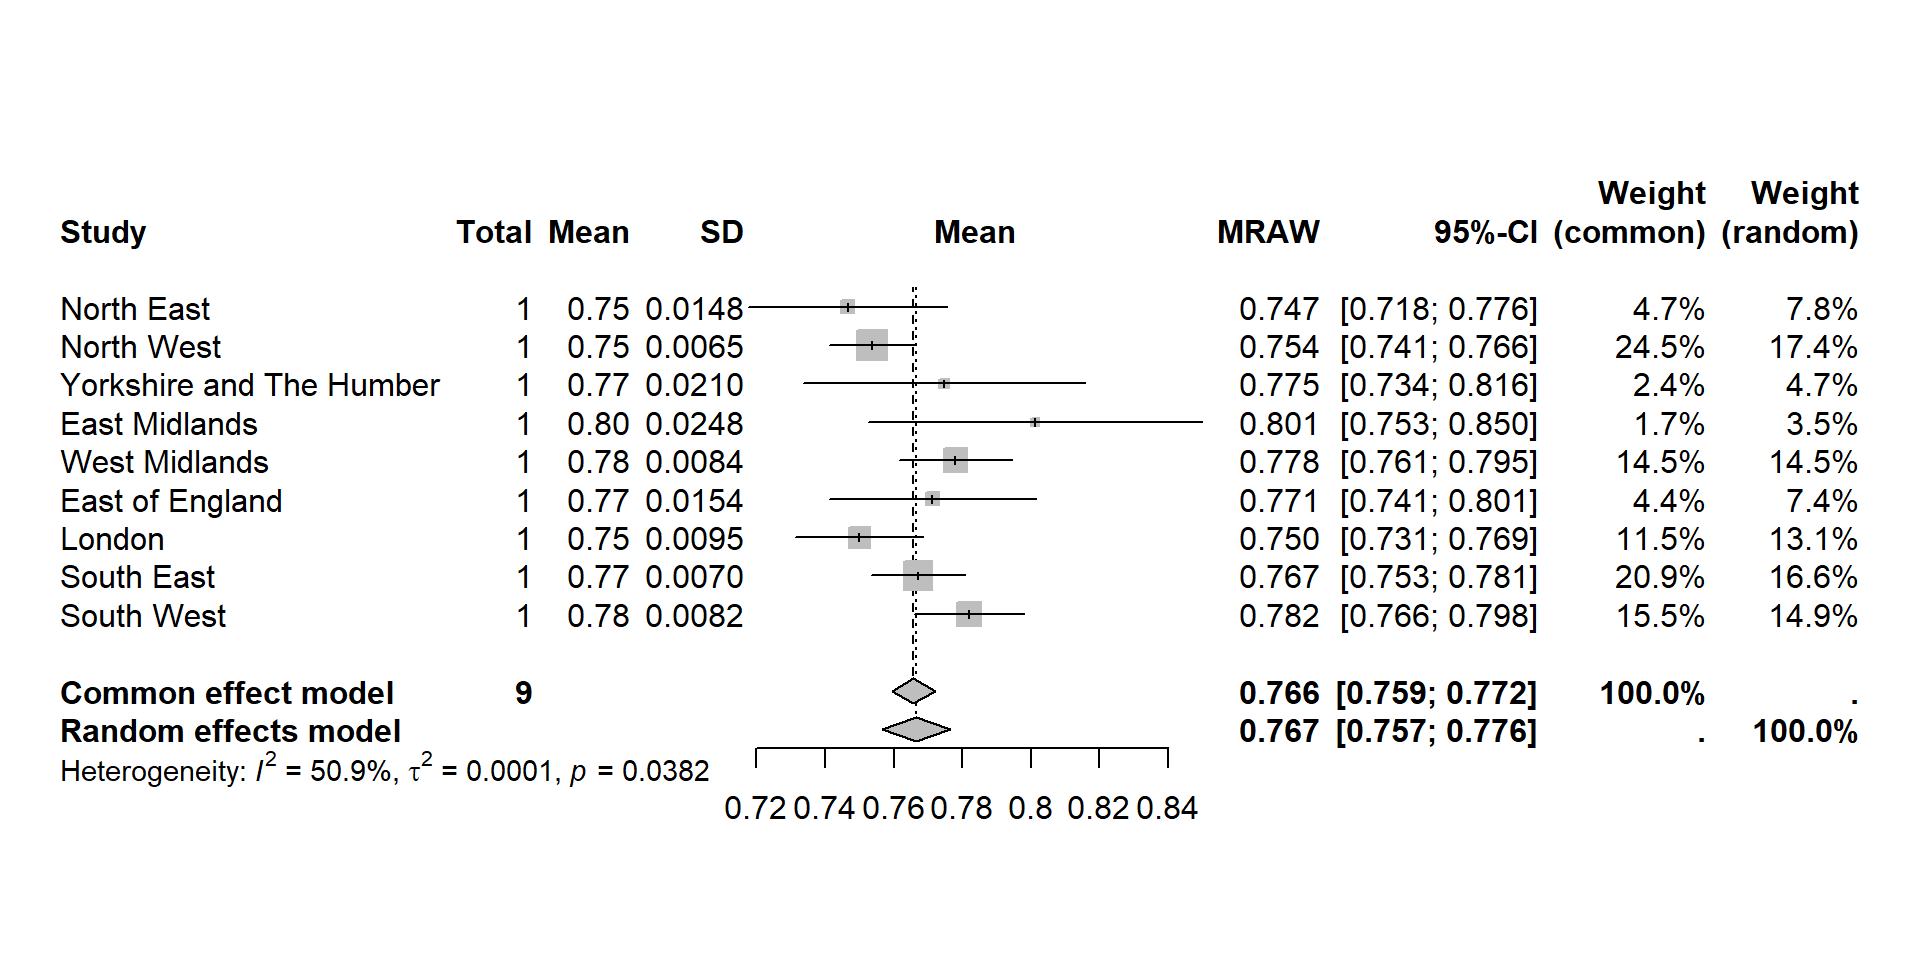 Weight Weight
Study Total Mean SD Mean MRAW 95%-CI (common) (random)
North East 1 0.75 0.0148 0.747 [0.718; 0.776] 4.7% 7.8%
North West 1 0.75 0.0065 0.754 [0.741; 0.766] 24.5% 17.4%
Yorkshire and The Humber 1 0.77 0.0210 0.775 [0.734; 0.816] 2.4% 4.7%
East Midlands 1 0.80 0.0248 0.801 [0.753; 0.850] 1.7% 3.5%
West Midlands 1 0.78 0.0084 0.778 [0.761; 0.795] 14.5% 14.5%
East of England 1 0.77 0.0154 0.771 [0.741; 0.801] 4.4% 7.4%
London 1 0.75 0.0095 0.750 [0.731; 0.769] 11.5% 13.1%
South East 1 0.77 0.0070 0.767 [0.753; 0.781] 20.9% 16.6%
South West 1 0.78 0.0082 0.782 [0.766; 0.798] 15.5% 14.9%
Common effect model 9 0.766 [0.759; 0.772] 100.0% .
Random effects model 0.767 [0.757; 0.776] . 100.0%
Heterogeneity: I² = 50.9%, τ² = 0.0001, p = 0.0382
0.72 0.74 0.76 0.78 0.8 0.82 0.84